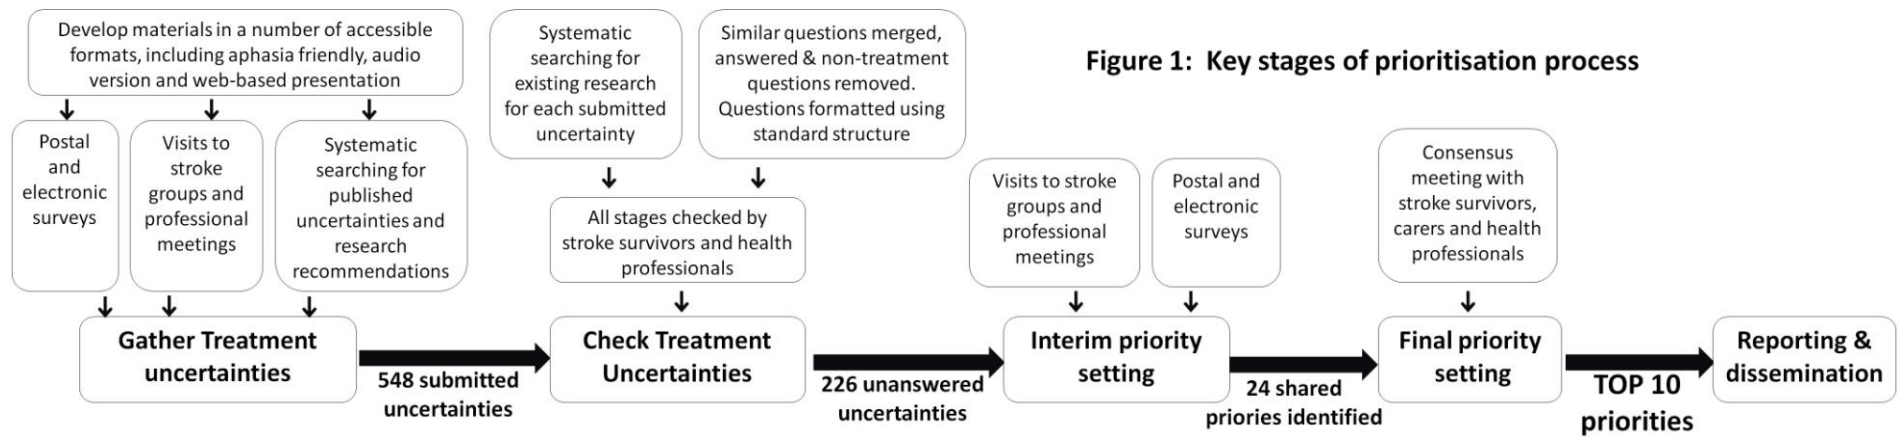 Figure 1: Key stages of prioritisation process
Develop materials in a number of accessible
formats, including aphasia friendly, audio
version and web-based presentation
Postal
and
electronic
surveys
Visits to
stroke
groups and
professional
meetings
Systematic
searching for
published
uncertainties and
research
recommendations
Gather Treatment
uncertainties
548 submitted
uncertainties
Systematic
searching for
existing research
for each submitted
uncertainty
Similar questions merged,
answered & non-treatment
questions removed.
Questions formatted using
standard structure
All stages checked by
stroke survivors and health
professionals
Check Treatment
Uncertainties
226 unanswered
uncertainties
Visits to stroke
groups and
professional
meetings
Postal and
electronic
surveys
Interim priority
setting
24 shared
priories identified
Consensus
meeting with
stroke survivors,
carers and health
professionals
Final priority
setting
TOP 10
priorities
Reporting &
dissemination